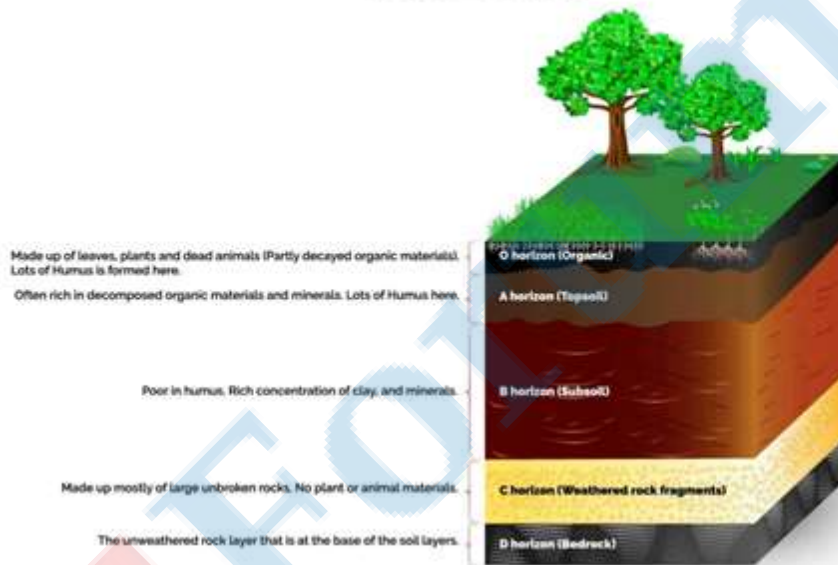 Made up of leaves, plants and dead animals (Partly decayed organic materials).
Lots of Humus is formed here.
O horizon (Organic)
Often rich in decomposed organic materials and minerals. Lots of Humus here.
A horizon (Topsoil)
Poor in humus. Rich concentration of clay, and minerals.
B horizon (Subsoil)
Made up mostly of large unbroken rocks. No plant or animal materials.
C horizon (Weathered rock fragments)
The unweathered rock layer that is at the base of the soil layers.
D horizon (Bedrock)